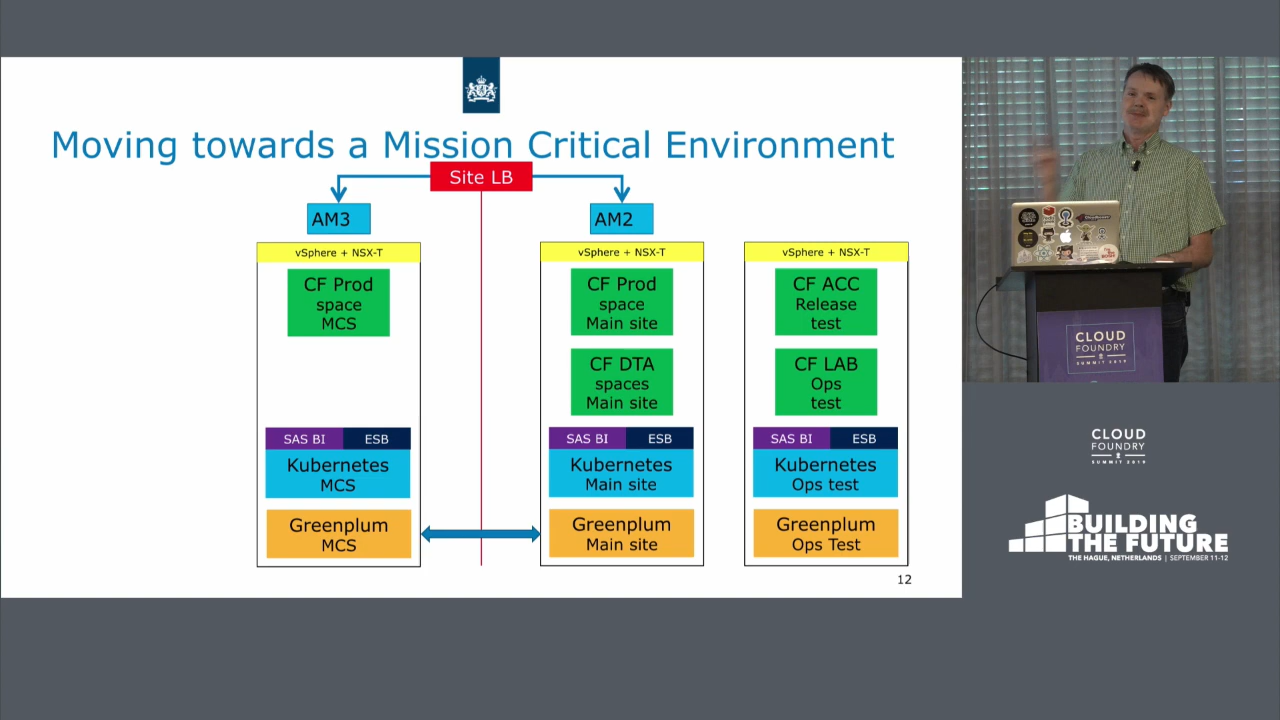 Moving towards a Mission Critical Environment
Site LB
AM3
AM2
vSphere + NSX-T
CF Prod
space
MCS
SAS BI
ESB
Kubernetes
MCS
Greenplum
MCS
vSphere + NSX-T
CF Prod
space
Main site
CF DTA
spaces
Main site
SAS BI
ESB
Kubernetes
Main site
Greenplum
Main site
vSphere + NSX-T
CF ACC
Release
test
CF LAB
Ops
test
SAS BI
ESB
Kubernetes
Ops test
Greenplum
Ops Test
12
CLOUD
FOUNDRY
SUMMIT 2019
CLOUD
FOUNDRY
SUMMIT 2019
BUILDING
THE FUTURE
THE HAGUE, NETHERLANDS | SEPTEMBER 11-12